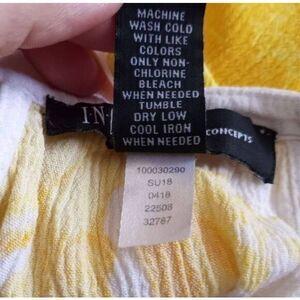 MACHINE
WASH COLD
WITH LIKE
COLORS
ONLY NON-
CHLORINE
BLEACH
WHEN NEEDED
TUMBLE
DRY LOW
COOL IRON
WHEN NEEDED
I·N
CONCEPTS
100030290
SU18
0418
22508
32787